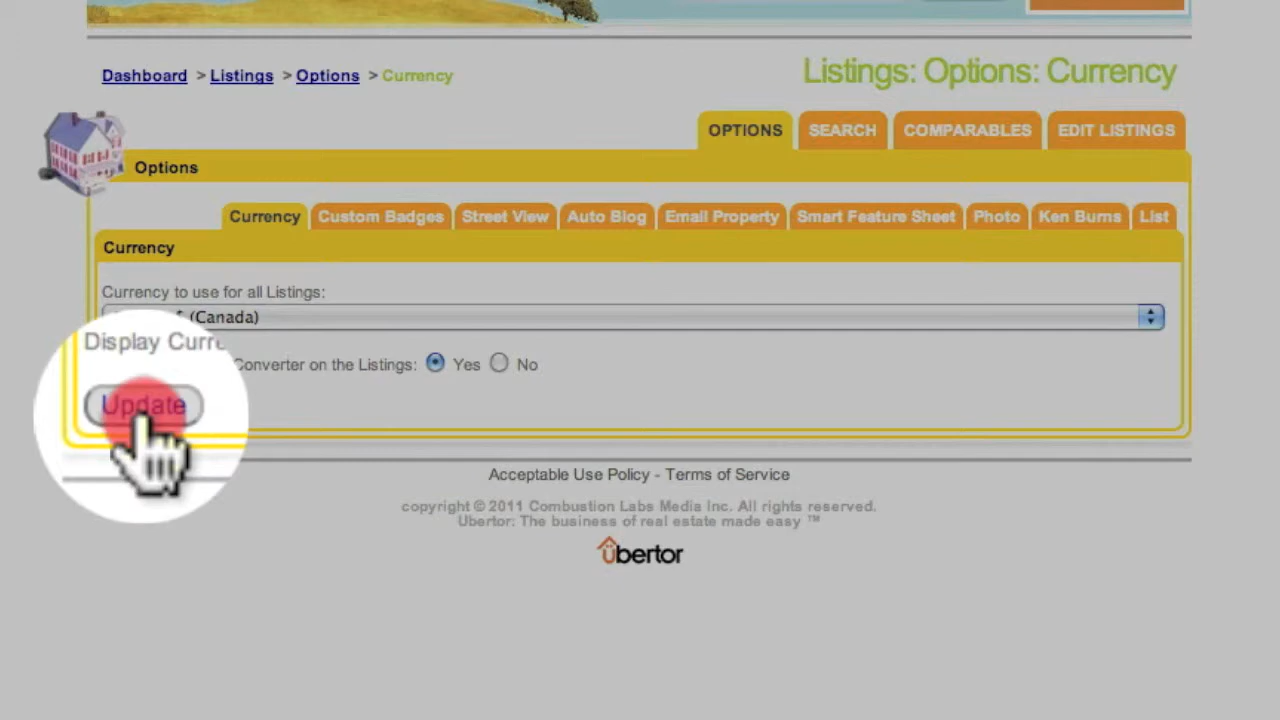 Dashboard > Listings > Options > Currency
Listings: Options: Currency
OPTIONS SEARCH COMPARABLES EDIT LISTINGS
Options
Currency Custom Badges Street View Auto Blog Email Property Smart Feature Sheet Photo Ken Burns List
Currency
Currency to use for all Listings:
(Canada)
Display Converter on the Listings: Yes No
Update
Acceptable Use Policy - Terms of Service
copyright © 2011 Combustion Labs Media Inc. All rights reserved.
Ubertor: The business of real estate made easy ™
übertor